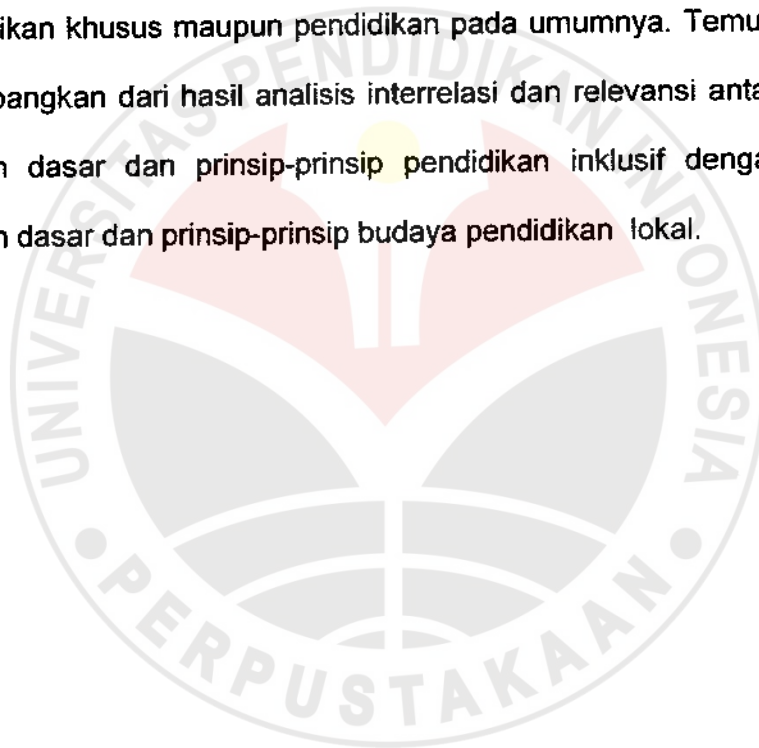 ikan khusus maupun pendidikan pada umumnya. Temu
bangkan dari hasil analisis interrelasi dan relevansi anta
n dasar dan prinsip-prinsip pendidikan inklusif denga
n dasar dan prinsip-prinsip budaya pendidikan lokal.
UNIVERSITAS PENDIDIKAN INDONESIA
PERPUSTAKAAN